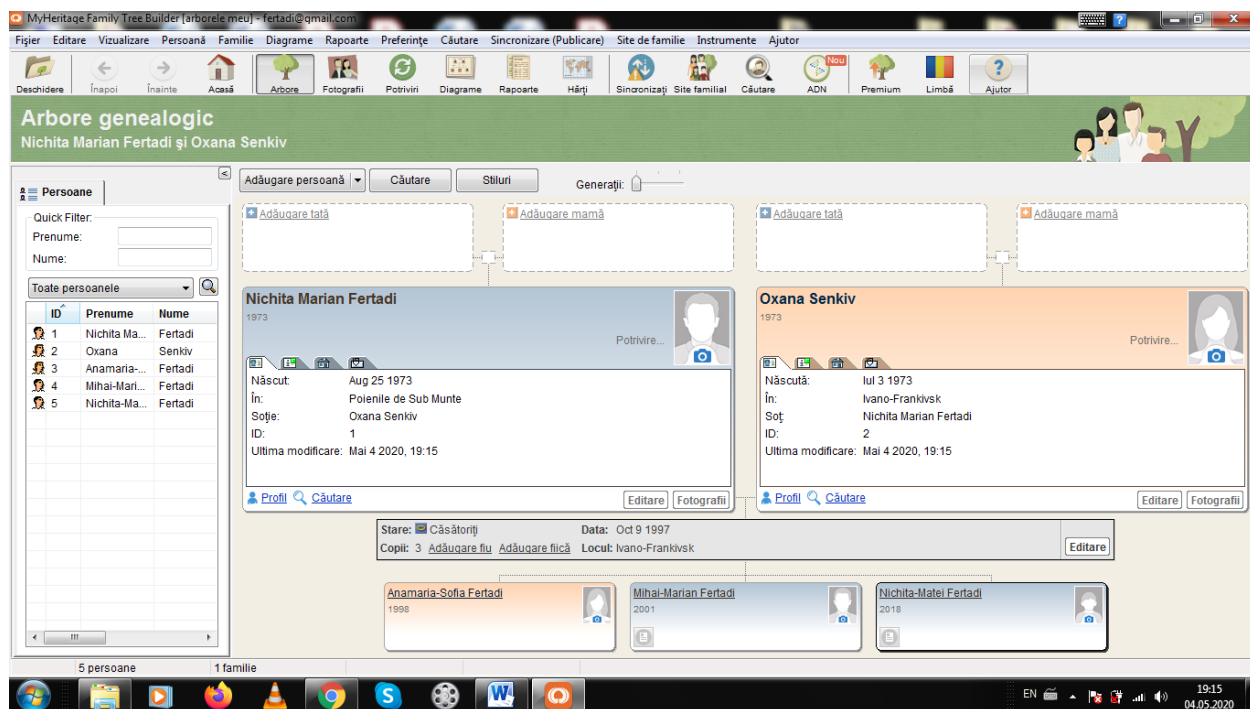 MyHeritage Family Tree Builder [arborele meu] - fertadi@gmail.com
Fişier Editare Vizualizare Persoană Familie Diagrame Rapoarte Preferinţe Căutare Sincronizare (Publicare) Site de familie Instrumente Ajutor
Nou
Deschidere Înapoi Înainte Acasă Arbore Fotografii Potriviri Diagrame Rapoarte Hărţi Sincronizaţi Site familial Căutare ADN Premium Limbă Ajutor
Arbore genealogic
Nichita Marian Fertadi şi Oxana Senkiv
Persoane
Quick Filter:
Prenume:
Nume:
Toate persoanele
ID Prenume Nume
1 Nichita Ma... Fertadi
2 Oxana Senkiv
3 Anamaria-... Fertadi
4 Mihai-Mari... Fertadi
5 Nichita-Ma... Fertadi
Adăugare persoană Căutare Stiluri Generaţii:
Adăugare tată Adăugare mamă Adăugare tată Adăugare mamă
Nichita Marian Fertadi
1973
Potrivire...
Născut: Aug 25 1973
În: Poienile de Sub Munte
Soţie: Oxana Senkiv
ID: 1
Ultima modificare: Mai 4 2020, 19:15
Profil Căutare Editare Fotografii
Oxana Senkiv
1973
Potrivire...
Născută: Iul 3 1973
În: Ivano-Frankivsk
Soţ: Nichita Marian Fertadi
ID: 2
Ultima modificare: Mai 4 2020, 19:15
Profil Căutare Editare Fotografii
Stare: Căsătoriţi Data: Oct 9 1997
Copii: 3 Adăugare fiu Adăugare fiică Locul: Ivano-Frankivsk Editare
Anamaria-Sofia Fertadi
1998
Mihai-Marian Fertadi
2001
Nichita-Matei Fertadi
2018
5 persoane 1 familie
EN 19:15
04.05.2020